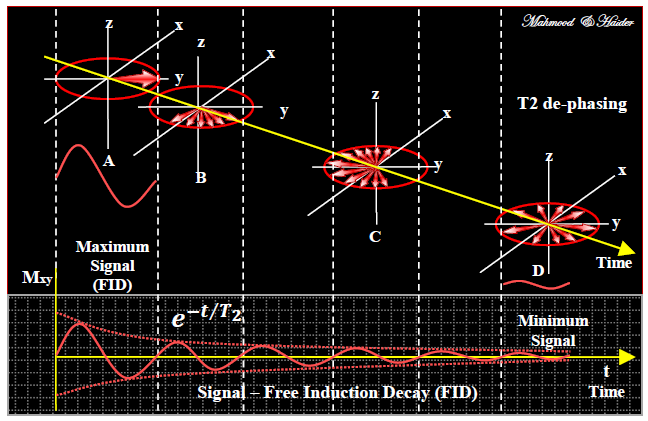 Mahmood & Haider
z
x
y
A
z
x
y
B
T2 de-phasing
z
x
y
C
z
x
y
D
Time
Maximum
Signal
(FID)
Mxy
e−t/T2
Minimum
Signal
t
Time
Signal – Free Induction Decay (FID)